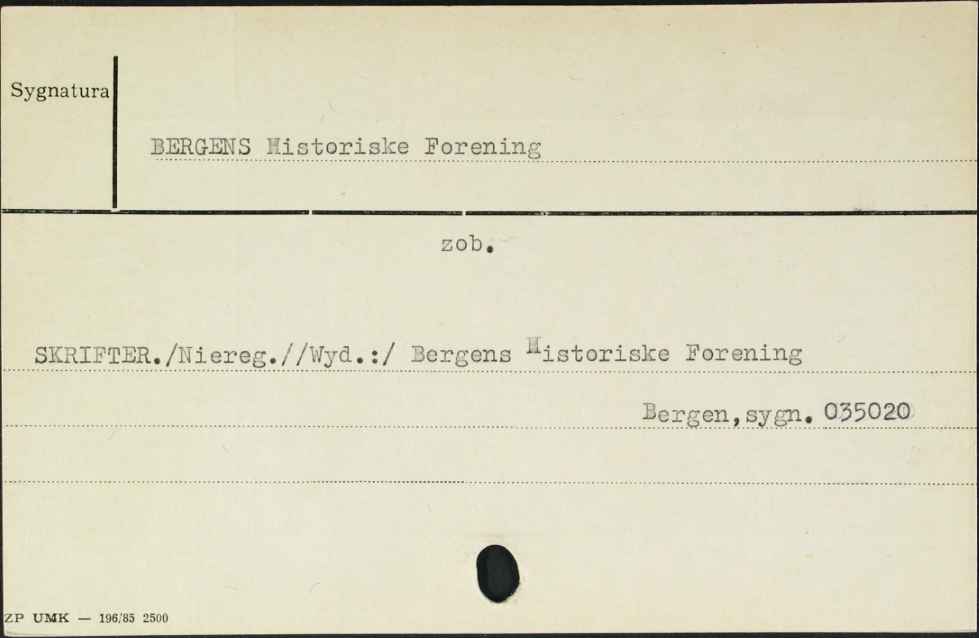 Sygnatura
BERGENS Historiske Forening
zob.
SKRIFTER./Niereg.//Wyd.:/ Bergens Historiske Forening
Bergen,sygn. 035020
ZP UMK — 196/85 2500